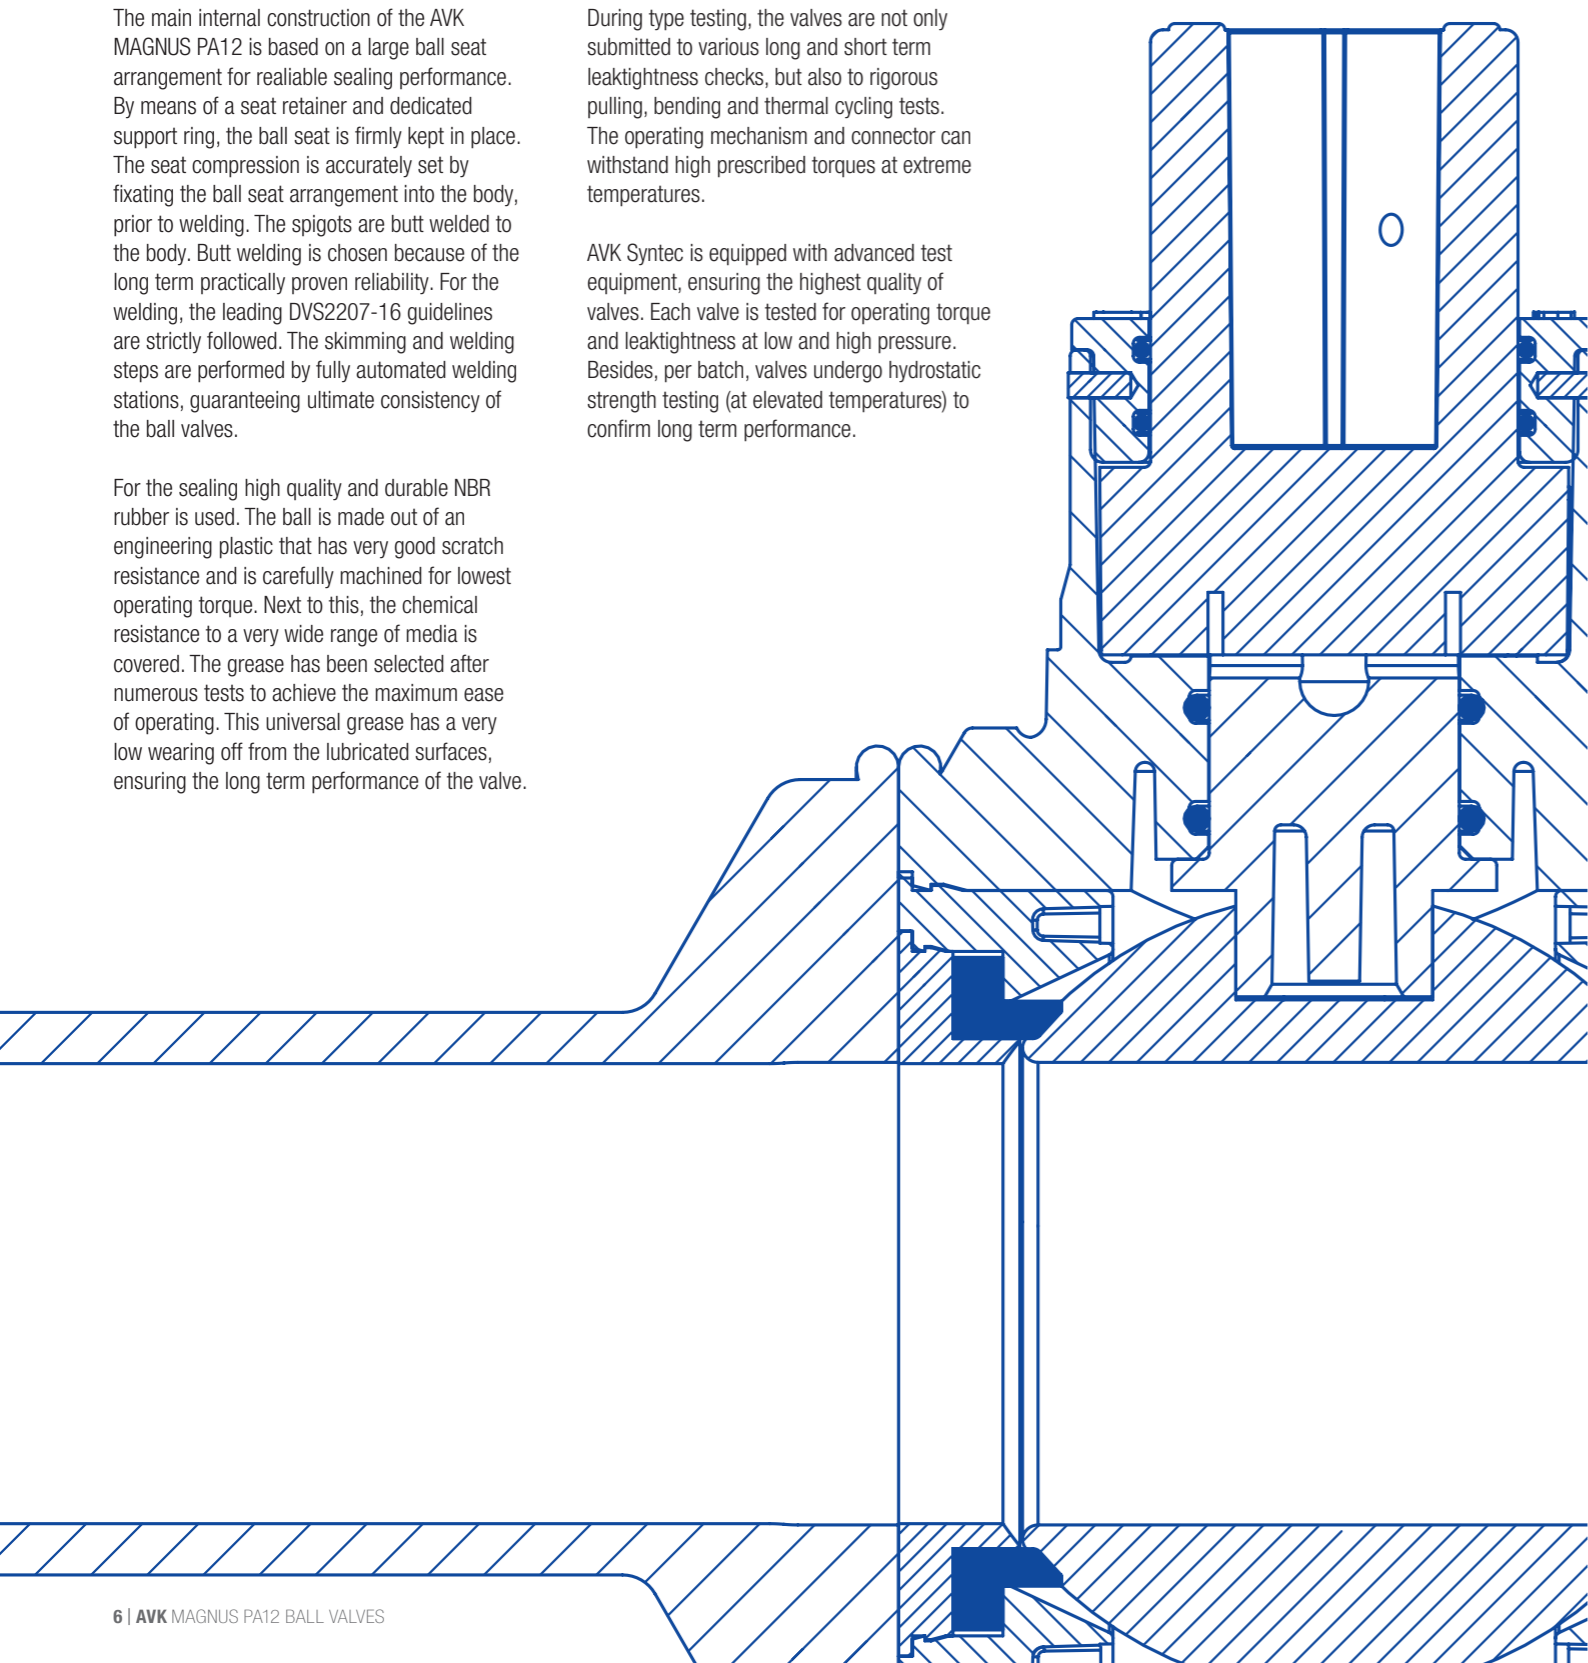 The main internal construction of the AVK
MAGNUS PA12 is based on a large ball seat
arrangement for realiable sealing performance.
By means of a seat retainer and dedicated
support ring, the ball seat is firmly kept in place.
The seat compression is accurately set by
fixating the ball seat arrangement into the body,
prior to welding. The spigots are butt welded to
the body. Butt welding is chosen because of the
long term practically proven reliability. For the
welding, the leading DVS2207-16 guidelines
are strictly followed. The skimming and welding
steps are performed by fully automated welding
stations, guaranteeing ultimate consistency of
the ball valves.
For the sealing high quality and durable NBR
rubber is used. The ball is made out of an
engineering plastic that has very good scratch
resistance and is carefully machined for lowest
operating torque. Next to this, the chemical
resistance to a very wide range of media is
covered. The grease has been selected after
numerous tests to achieve the maximum ease
of operating. This universal grease has a very
low wearing off from the lubricated surfaces,
ensuring the long term performance of the valve.
During type testing, the valves are not only
submitted to various long and short term
leaktightness checks, but also to rigorous
pulling, bending and thermal cycling tests.
The operating mechanism and connector can
withstand high prescribed torques at extreme
temperatures.
AVK Syntec is equipped with advanced test
equipment, ensuring the highest quality of
valves. Each valve is tested for operating torque
and leaktightness at low and high pressure.
Besides, per batch, valves undergo hydrostatic
strength testing (at elevated temperatures) to
confirm long term performance.
6 | AVK MAGNUS PA12 BALL VALVES